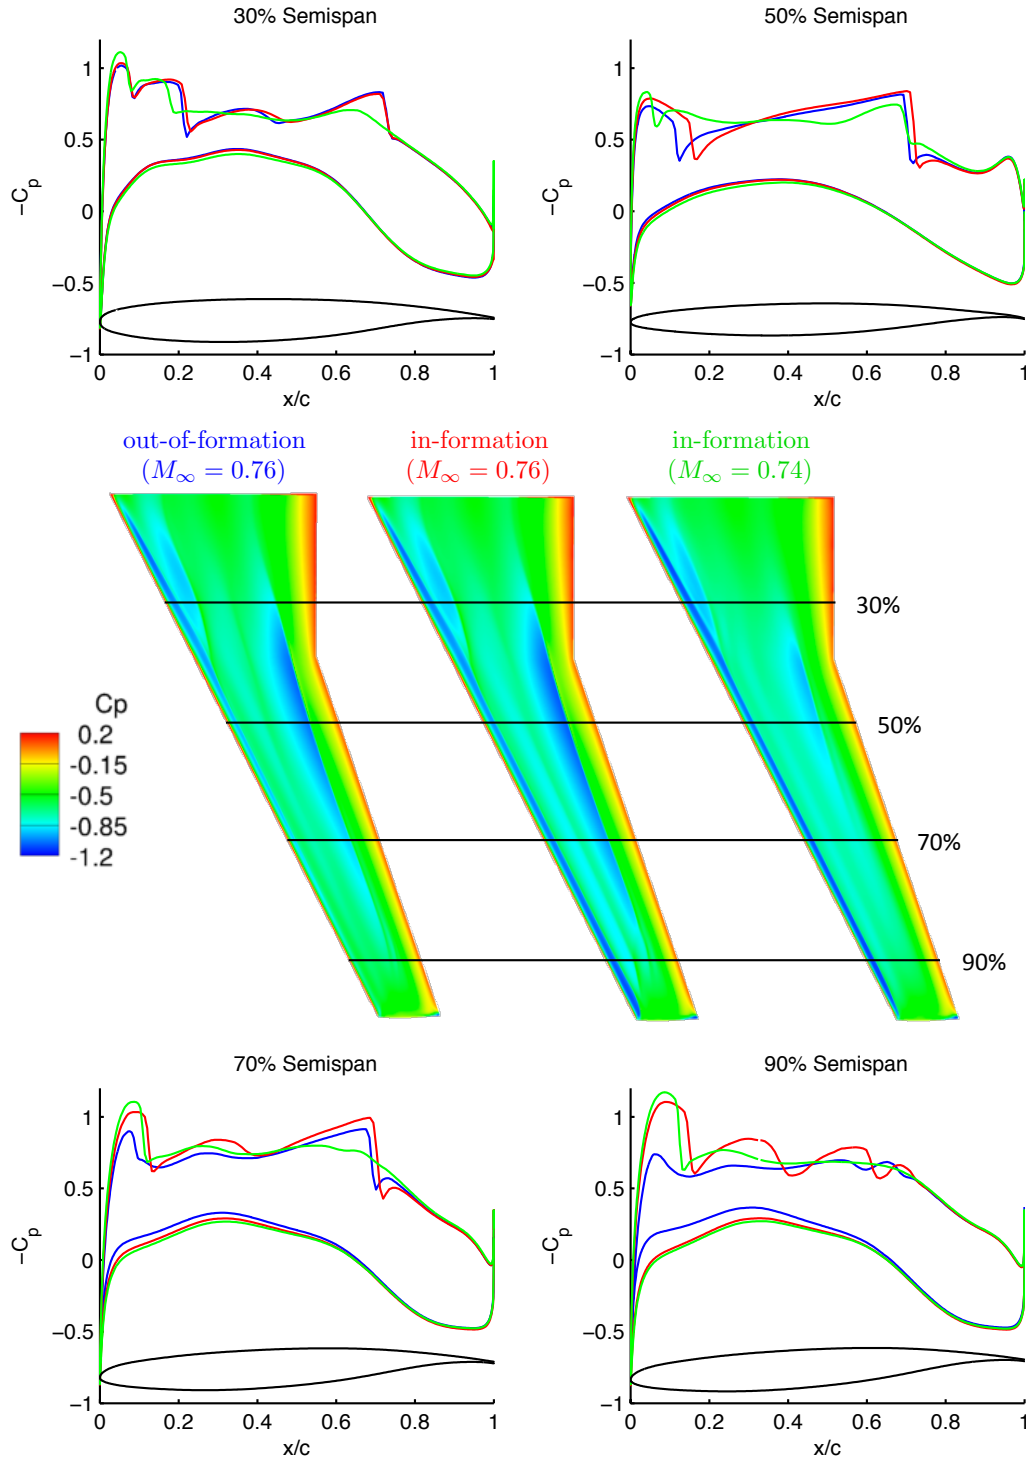 30% Semispan
50% Semispan
1
0.5
0
−0.5
−1
−Cp
0 0.2 0.4 0.6 0.8 1
x/c
1
0.5
0
−0.5
−1
−Cp
0 0.2 0.4 0.6 0.8 1
x/c
out-of-formation
(M∞ = 0.76)
in-formation
(M∞ = 0.76)
in-formation
(M∞ = 0.74)
30%
50%
70%
90%
Cp
0.2
-0.15
-0.5
-0.85
-1.2
70% Semispan
90% Semispan
1
0.5
0
−0.5
−1
−Cp
0 0.2 0.4 0.6 0.8 1
x/c
1
0.5
0
−0.5
−1
−Cp
0 0.2 0.4 0.6 0.8 1
x/c